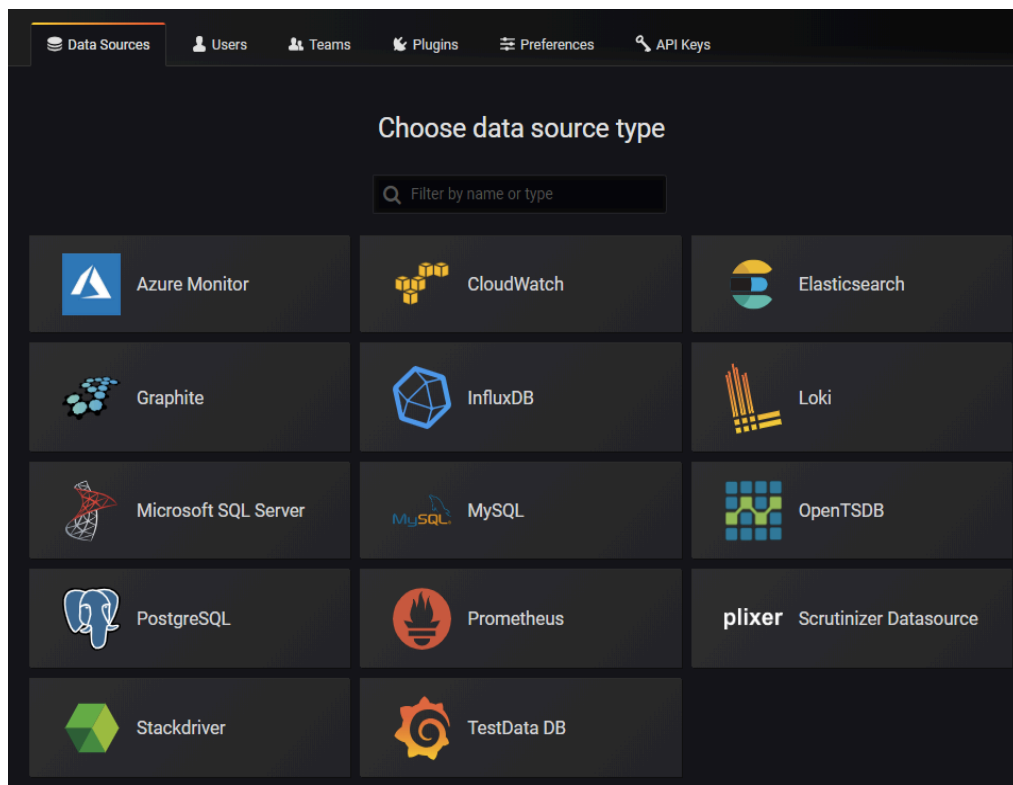 Data Sources Users Teams Plugins Preferences API Keys
Choose data source type
Filter by name or type
Azure Monitor CloudWatch Elasticsearch
Graphite InfluxDB Loki
Microsoft SQL Server MySQL. MySQL OpenTSDB
PostgreSQL Prometheus plixer Scrutinizer Datasource
Stackdriver TestData DB